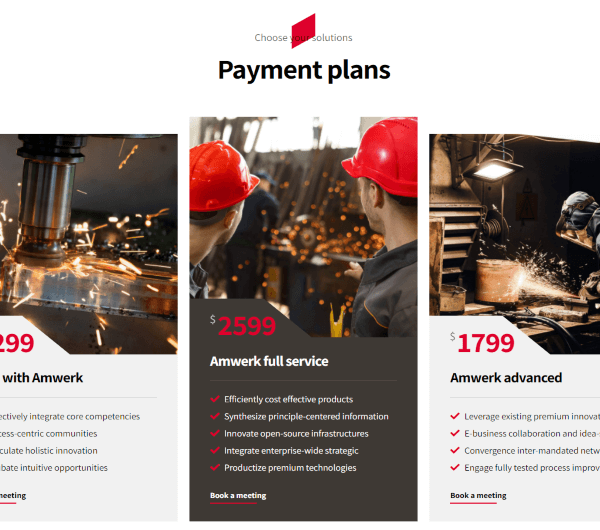 Choose your solutions
Payment plans
299
with Amwerk
ectively integrate core competencies
cess-centric communities
culate holistic innovation
bate intuitive opportunities
meeting
$2599
Amwerk full service
Efficiently cost effective products
Synthesize principle-centered information
Innovate open-source infrastructures
Integrate enterprise-wide strategic
Productize premium technologies
Book a meeting
$1799
Amwerk advanced
Leverage existing premium innovat
E-business collaboration and idea-
Convergence inter-mandated netw
Engage fully tested process improv
Book a meeting